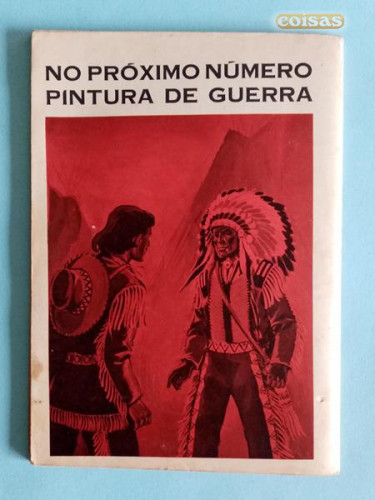 coisas
NO PRÓXIMO NÚMERO
PINTURA DE GUERRA